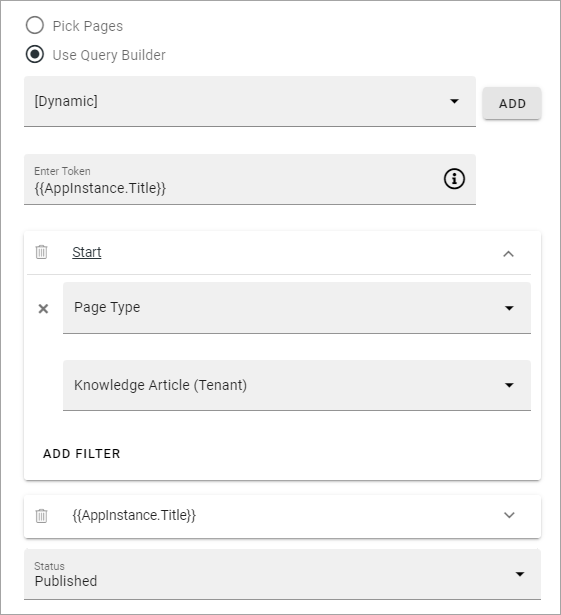 Pick Pages
Use Query Builder
[Dynamic]
ADD
Enter Token
{{AppInstance.Title}}
Start
Page Type
Knowledge Article (Tenant)
ADD FILTER
{{AppInstance.Title}}
Status
Published